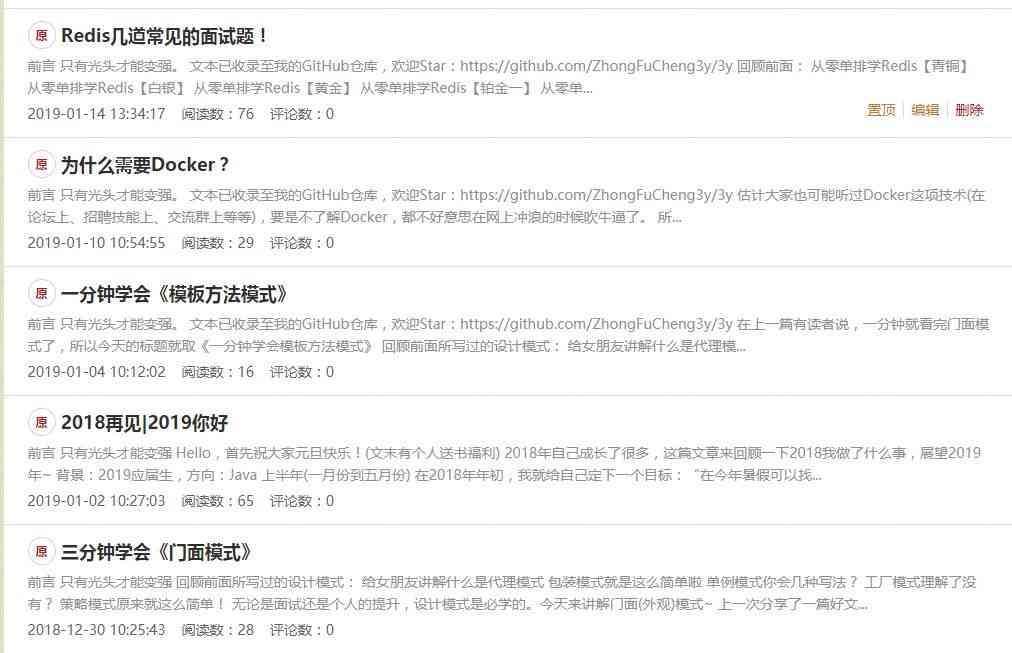 原 Redis几道常见的面试题！
前言 只有光头才能变强。 文本已收录至我的GitHub仓库，欢迎Star：https://github.com/ZhongFuCheng3y/3y 回顾前面： 从零单排学Redis【青铜】
从零单排学Redis【白银】 从零单排学Redis【黄金】 从零单排学Redis【铂金一】 从零单...
2019-01-14 13:34:17 阅读数：76 评论数：0
置顶 编辑 删除
原 为什么需要Docker？
前言 只有光头才能变强。 文本已收录至我的GitHub仓库，欢迎Star：https://github.com/ZhongFuCheng3y/3y 估计大家也可能听过Docker这项技术(在
论坛上、招聘技能上、交流群上等等)，要是不了解Docker，都不好意思在网上冲浪的时候吹牛逼了。 所...
2019-01-10 10:54:55 阅读数：29 评论数：0
原 一分钟学会《模板方法模式》
前言 只有光头才能变强。 文本已收录至我的GitHub仓库，欢迎Star：https://github.com/ZhongFuCheng3y/3y 在上一篇有读者说，一分钟就看完门面模
式了，所以今天的标题就取《一分钟学会模板方法模式》 回顾前面所写过的设计模式： 给女朋友讲解什么是代理模...
2019-01-04 10:12:02 阅读数：16 评论数：0
原 2018再见|2019你好
前言 只有光头才能变强 Hello，首先祝大家元旦快乐！(文末有个人送书福利) 2018年自己成长了很多，这篇文章来回顾一下2018我做了什么事，展望2019
年~ 背景：2019应届生，方向：Java 上半年(一月份到五月份) 在2018年年初，我就给自己定下一个目标： “在今年暑假可以找...
2019-01-02 10:27:03 阅读数：65 评论数：0
原 三分钟学会《门面模式》
前言 只有光头才能变强 回顾前面所写过的设计模式： 给女朋友讲解什么是代理模式 包装模式就是这么简单啦 单例模式你会几种写法？ 工厂模式理解了没
有？ 策略模式原来就这么简单！ 无论是面试还是个人的提升，设计模式是必学的。今天来讲解门面(外观)模式~ 上一次分享了一篇好文...
2018-12-30 10:25:43 阅读数：28 评论数：0